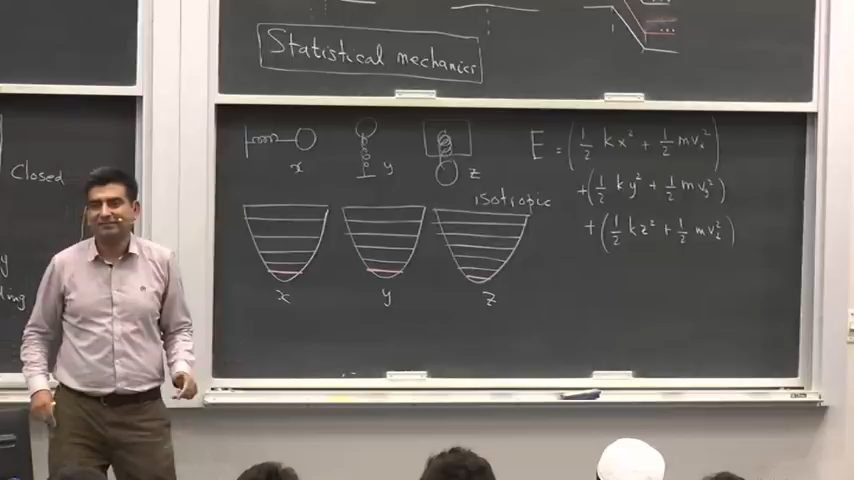 Statistical mechanics
Closed
x
y
z
E = (1/2 kx² + 1/2 mvₓ²)
+ (1/2 ky² + 1/2 mv_y²)
+ (1/2 kz² + 1/2 mv_z²)
isotropic
x
y
z